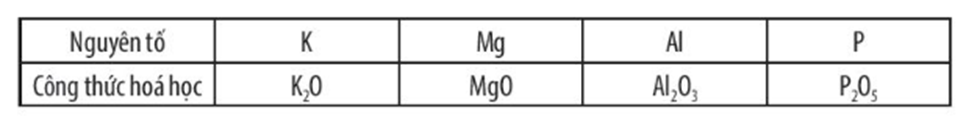 Nguyên tố K Mg Al P
Công thức hoá học K₂O MgO Al₂O₃ P₂O₅